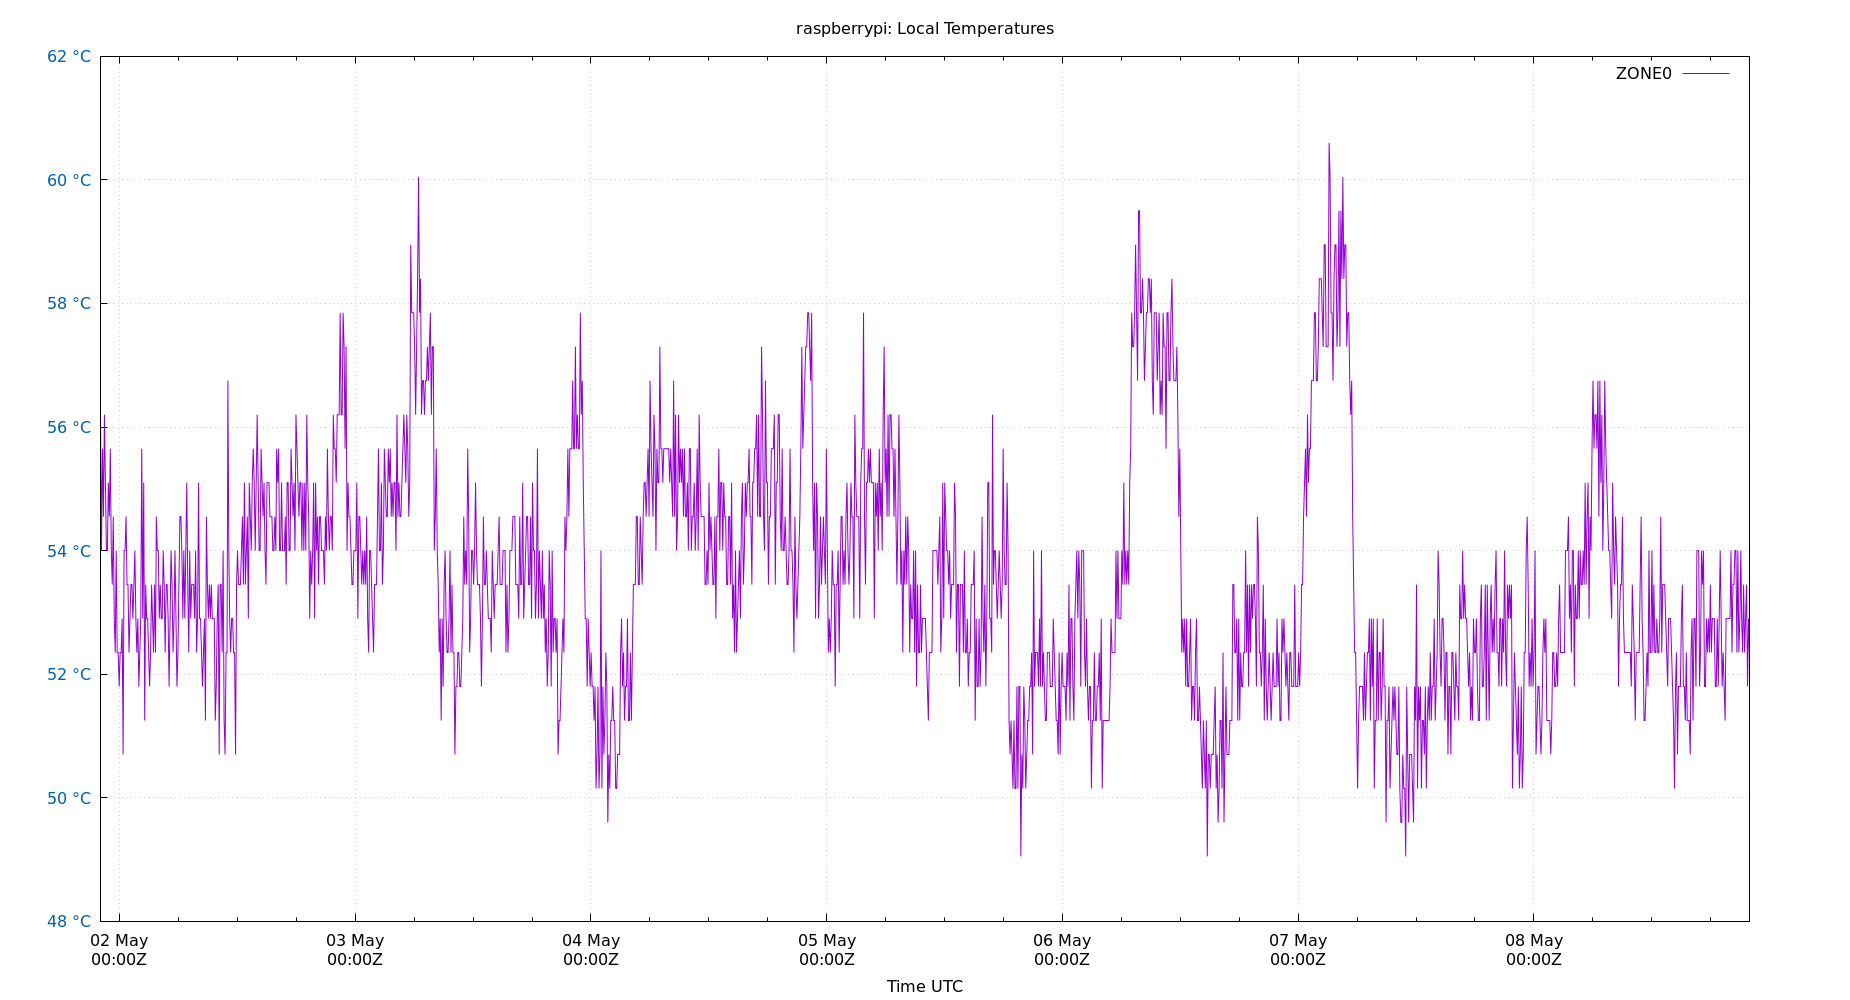 raspberrypi: Local Temperatures
62 °C
60 °C
58 °C
56 °C
54 °C
52 °C
50 °C
48 °C
ZONE0
02 May
00:00Z
03 May
00:00Z
04 May
00:00Z
05 May
00:00Z
06 May
00:00Z
07 May
00:00Z
08 May
00:00Z
Time UTC